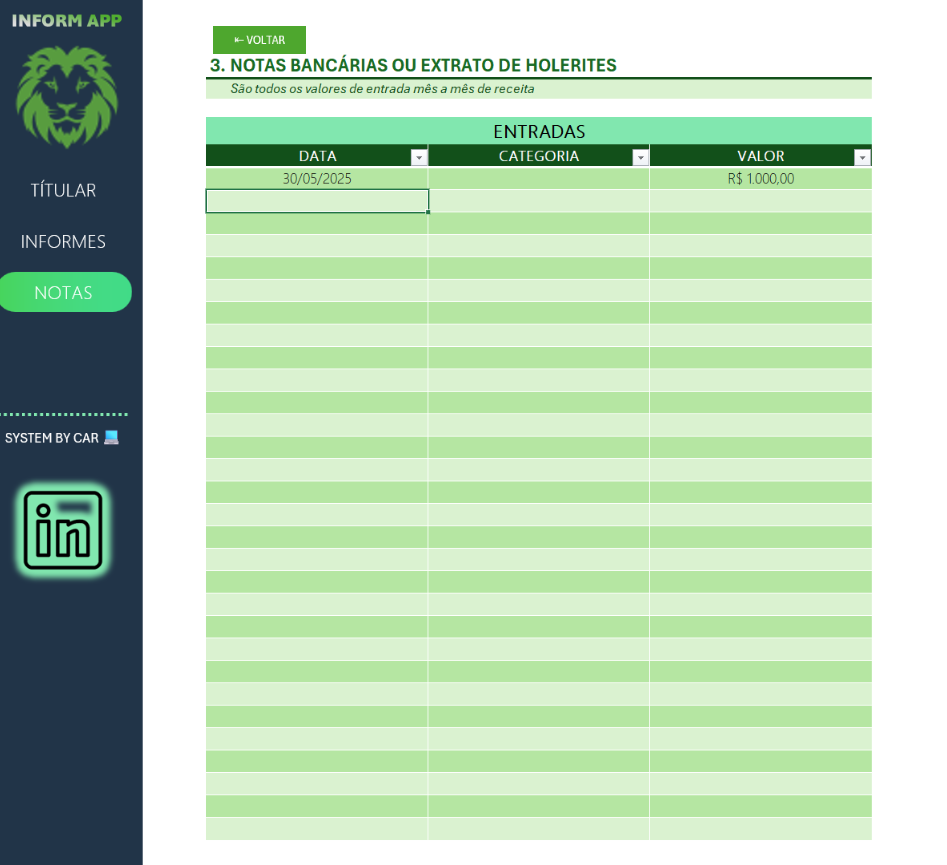 INFORM APP
TÍTULAR
INFORMES
NOTAS
SYSTEM BY CAR
in
⇤ VOLTAR
3. NOTAS BANCÁRIAS OU EXTRATO DE HOLERITES
São todos os valores de entrada mês a mês de receita
ENTRADAS
DATA CATEGORIA VALOR
30/05/2025 R$ 1.000,00